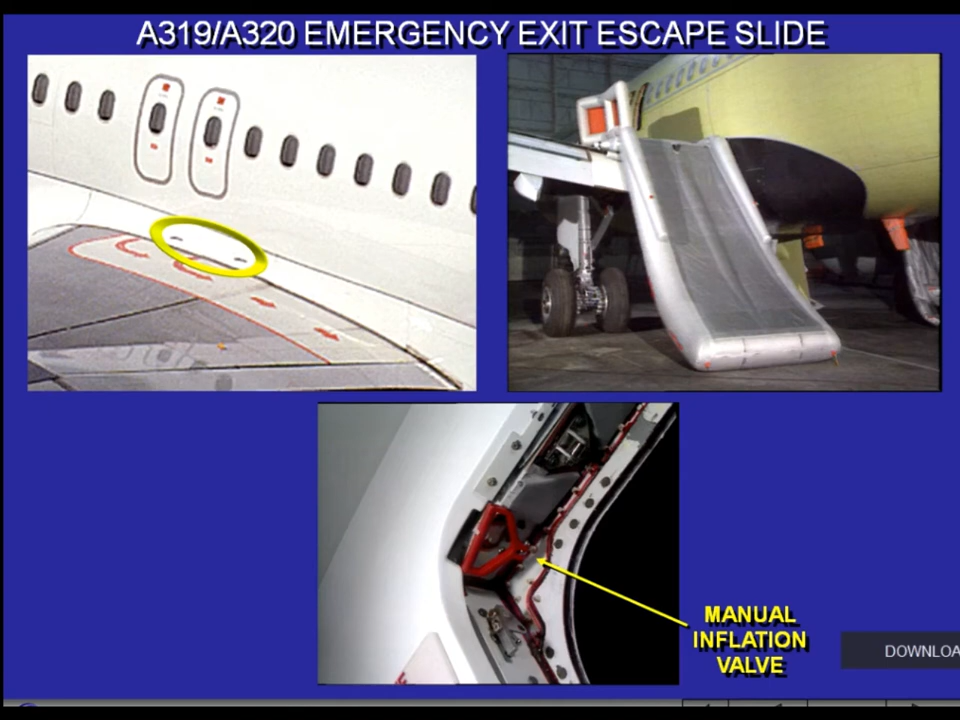 A319/A320 EMERGENCY EXIT ESCAPE SLIDE
MANUAL
INFLATION
VALVE
DOWNLOA